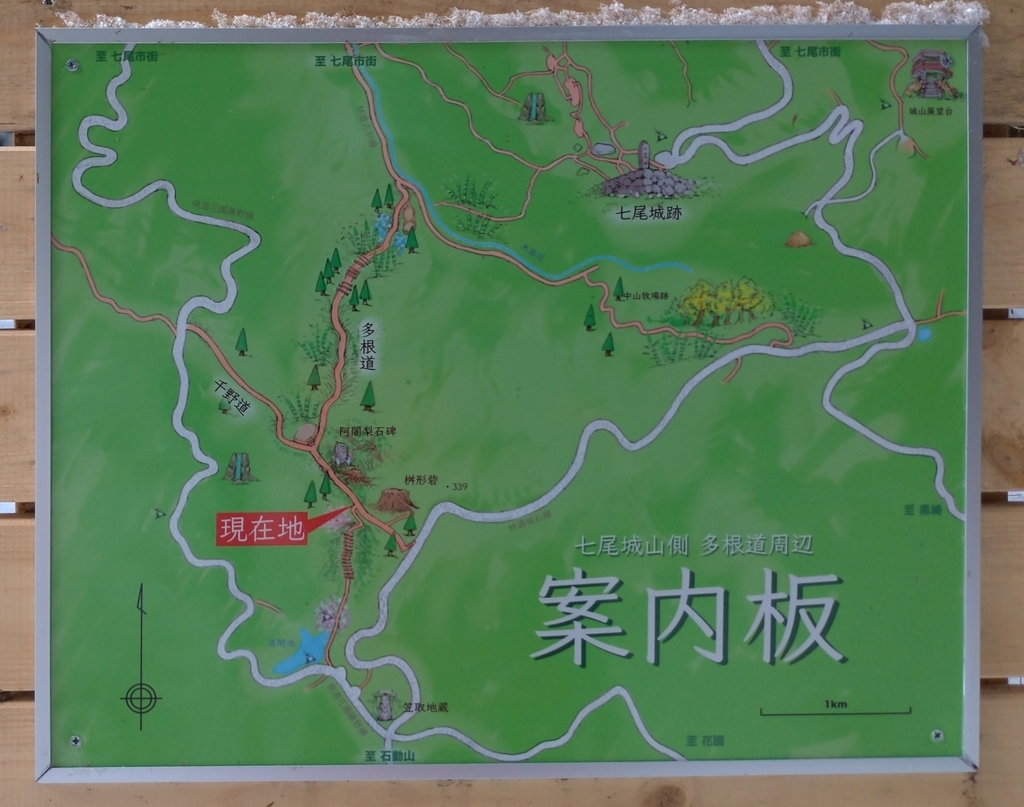 至 七尾市街
至 七尾市街
至 七尾市街
城山展望台
七尾城跡
中山牧場跡
多根道
千野道
阿闍梨石碑
桝形砦
・339
現在地
至 黒崎
七尾城山側 多根道周辺
案内板
笠取地蔵
1km
至 花園
至 石動山